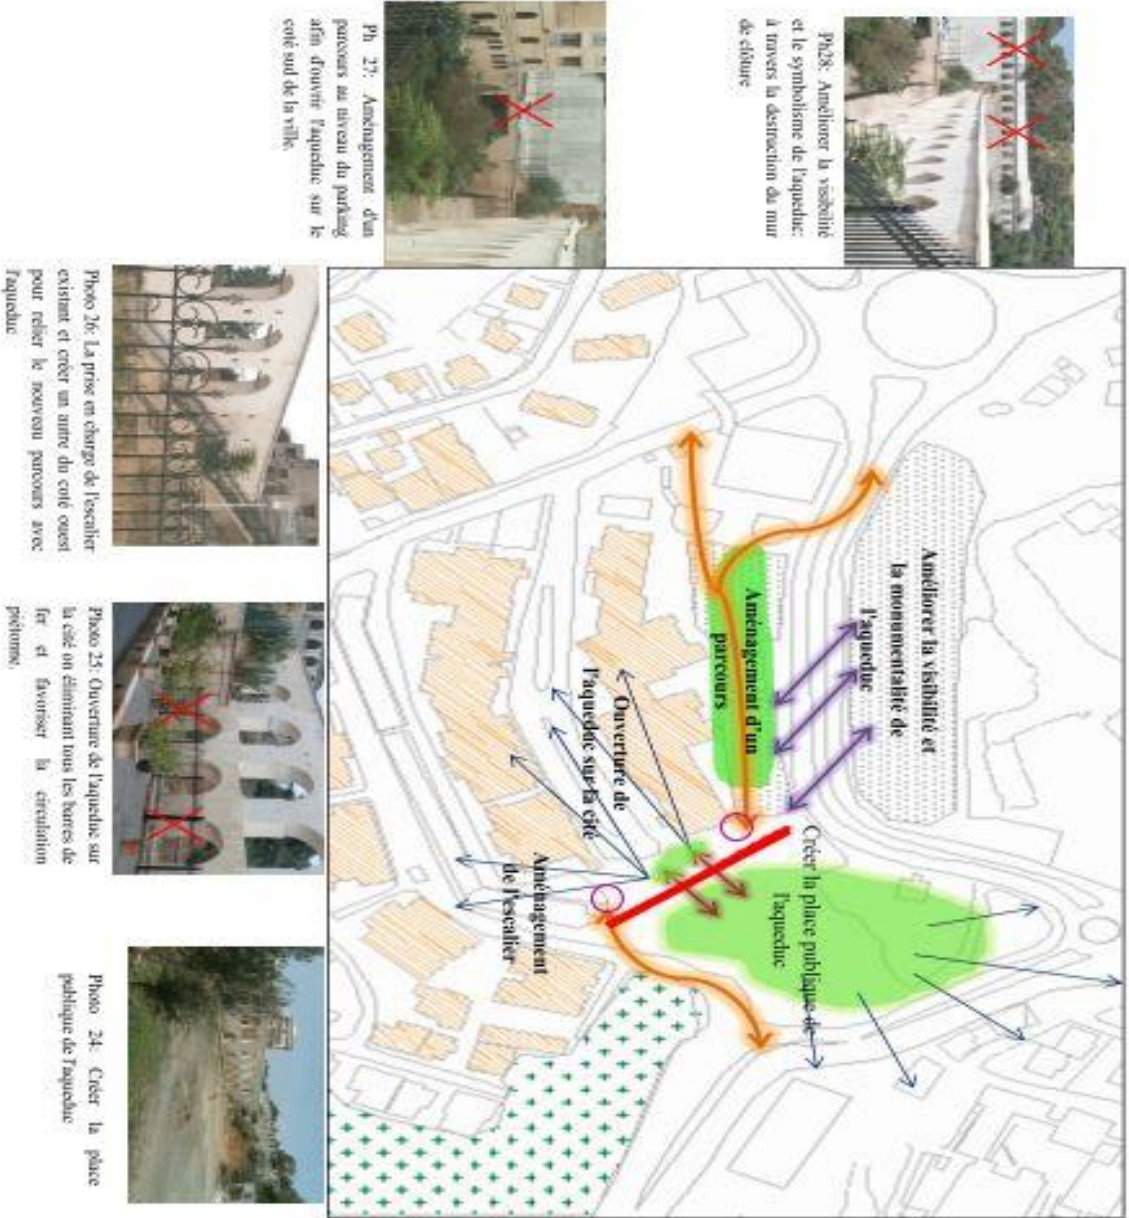 Ph28: Améliorer la visibilité
et le symbolisme de l'aqueduc:
à travers la destruction du mur
de clôture
Ph 27: Aménagement d'un
parcours au niveau du parking
afin d'ouvrir l'aqueduc sur le
coté sud de la ville.
Améliorer la visibilité et
la monumentalité de
l'aqueduc
Aménagement d'un
parcours
Ouverture de
l'aqueduc sur la cité
Créer la place publique de
l'aqueduc
Aménagement
de l'escalier
Photo 26: La prise en charge de l'escalier
existant et créer un autre du coté ouest
pour relier le nouveau parcours avec
l'aqueduc
Photo 25: Ouverture de l'aqueduc sur
la cité en éliminant tous les barres de
fer et favoriser la circulation
piétonne.
Photo 24: Créer la place
publique de l'aqueduc